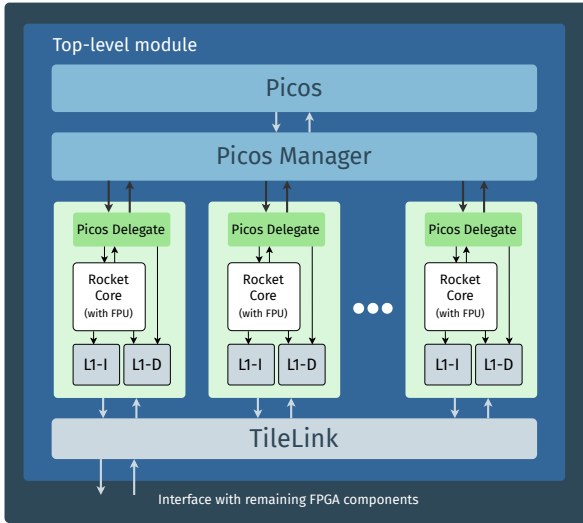 Top-level module
Picos
Picos Manager
Picos Delegate
Rocket
Core
(with FPU)
L1-I
L1-D
Picos Delegate
Rocket
Core
(with FPU)
L1-I
L1-D
Picos Delegate
Rocket
Core
(with FPU)
L1-I
L1-D
TileLink
Interface with remaining FPGA components